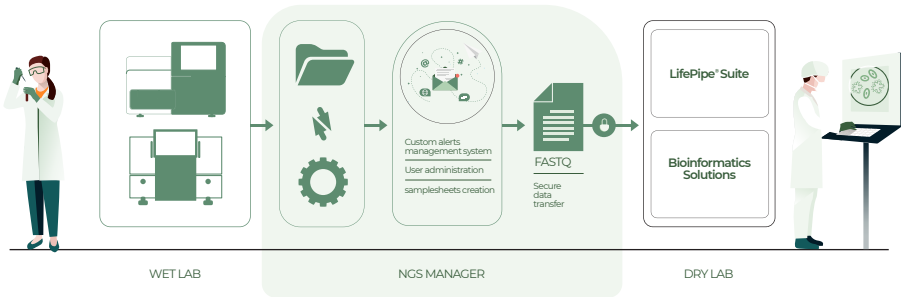 Custom alerts
management system
User administration
samplesheets creation
FASTQ
Secure
data
transfer
LifePipe® Suite
Bioinformatics
Solutions
WET LAB
NGS MANAGER
DRY LAB